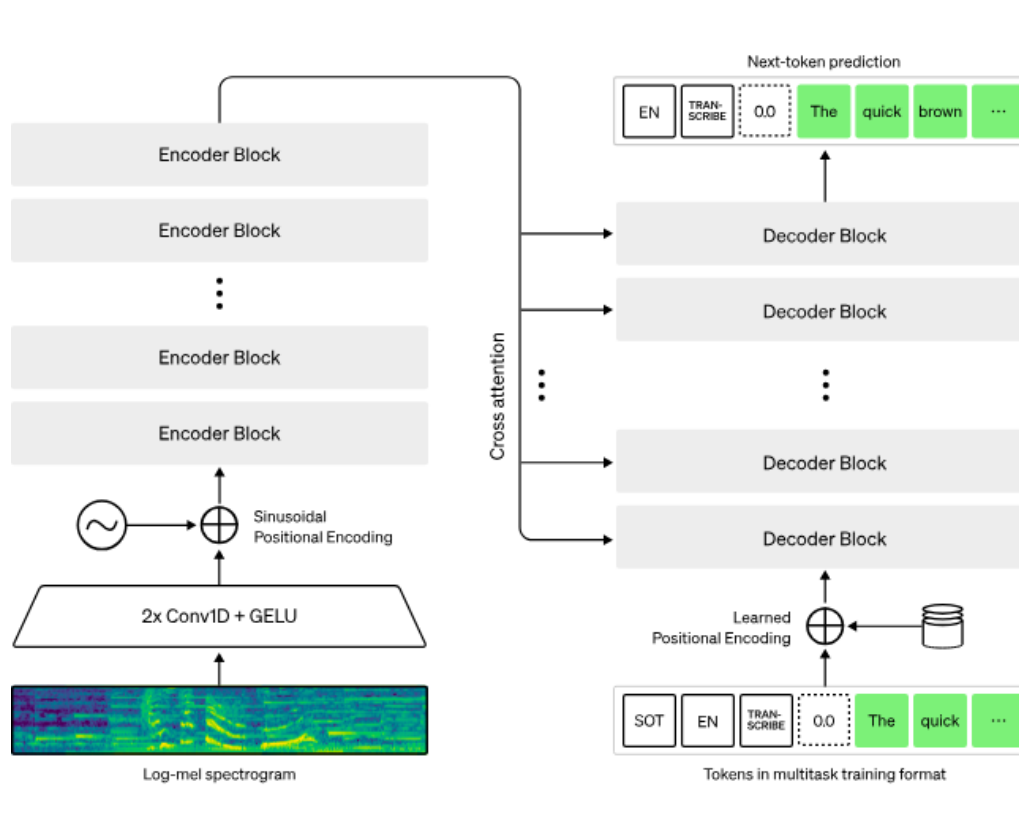 Next-token prediction
EN TRAN-SCRIBE 0.0 The quick brown ...
Encoder Block
Encoder Block
Encoder Block
Encoder Block
Sinusoidal
Positional Encoding
2x Conv1D + GELU
Log-mel spectrogram
Cross attention
Decoder Block
Decoder Block
Decoder Block
Decoder Block
Learned
Positional Encoding
SOT EN TRAN-SCRIBE 0.0 The quick ...
Tokens in multitask training format